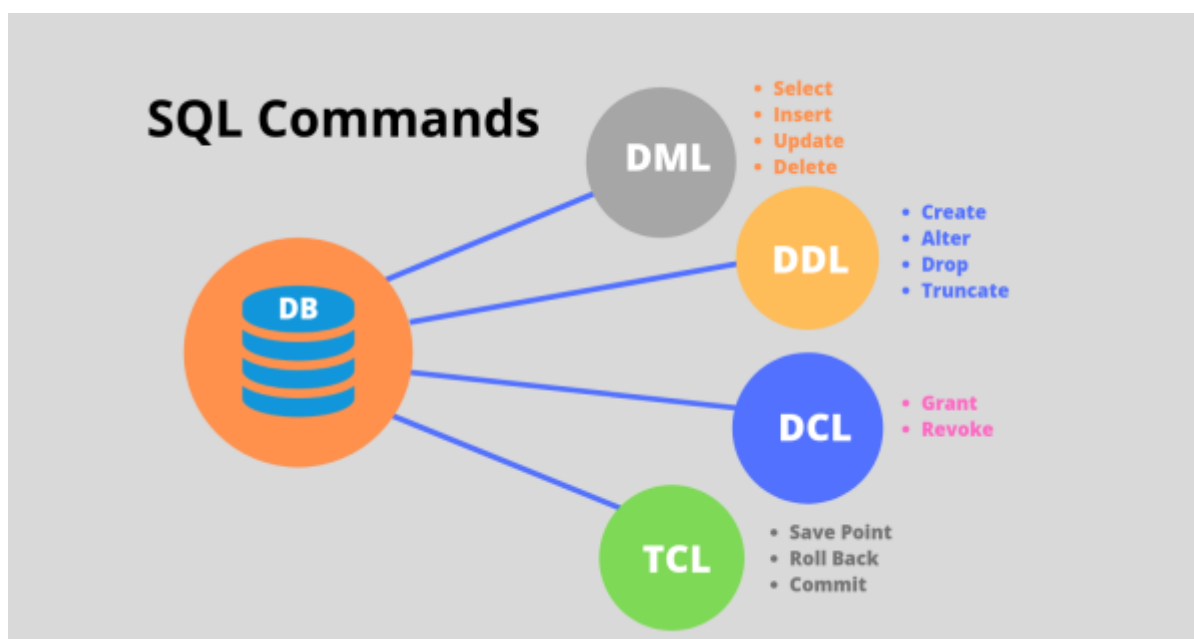 SQL Commands
DML
• Select
• Insert
• Update
• Delete
DDL
• Create
• Alter
• Drop
• Truncate
DB
DCL
• Grant
• Revoke
TCL
• Save Point
• Roll Back
• Commit